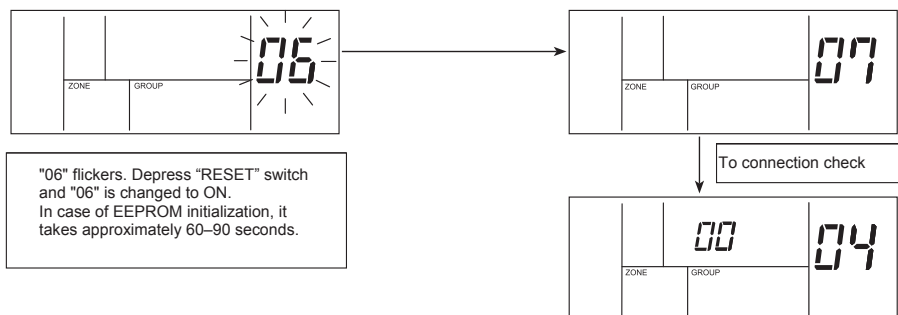 06
ZONE GROUP
07
ZONE GROUP
"06" flickers. Depress “RESET” switch
and "06" is changed to ON.
In case of EEPROM initialization, it
takes approximately 60–90 seconds.
To connection check
00 04
ZONE GROUP